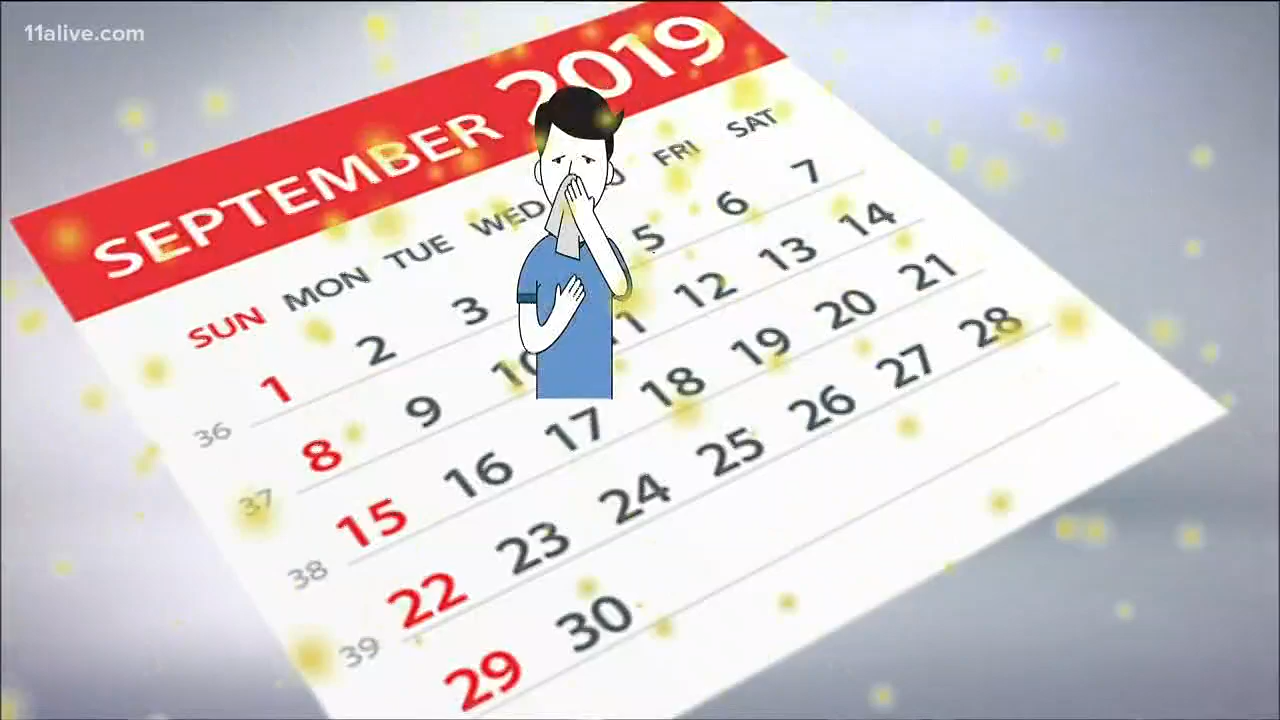 11alive.com
SEPTEMBER 2019
SUN MON TUE WED FRI SAT
36 1 2 3 5 6 7
37 8 9 10 11 12 13 14
38 15 16 17 18 19 20 21
39 22 23 24 25 26 27 28
29 30